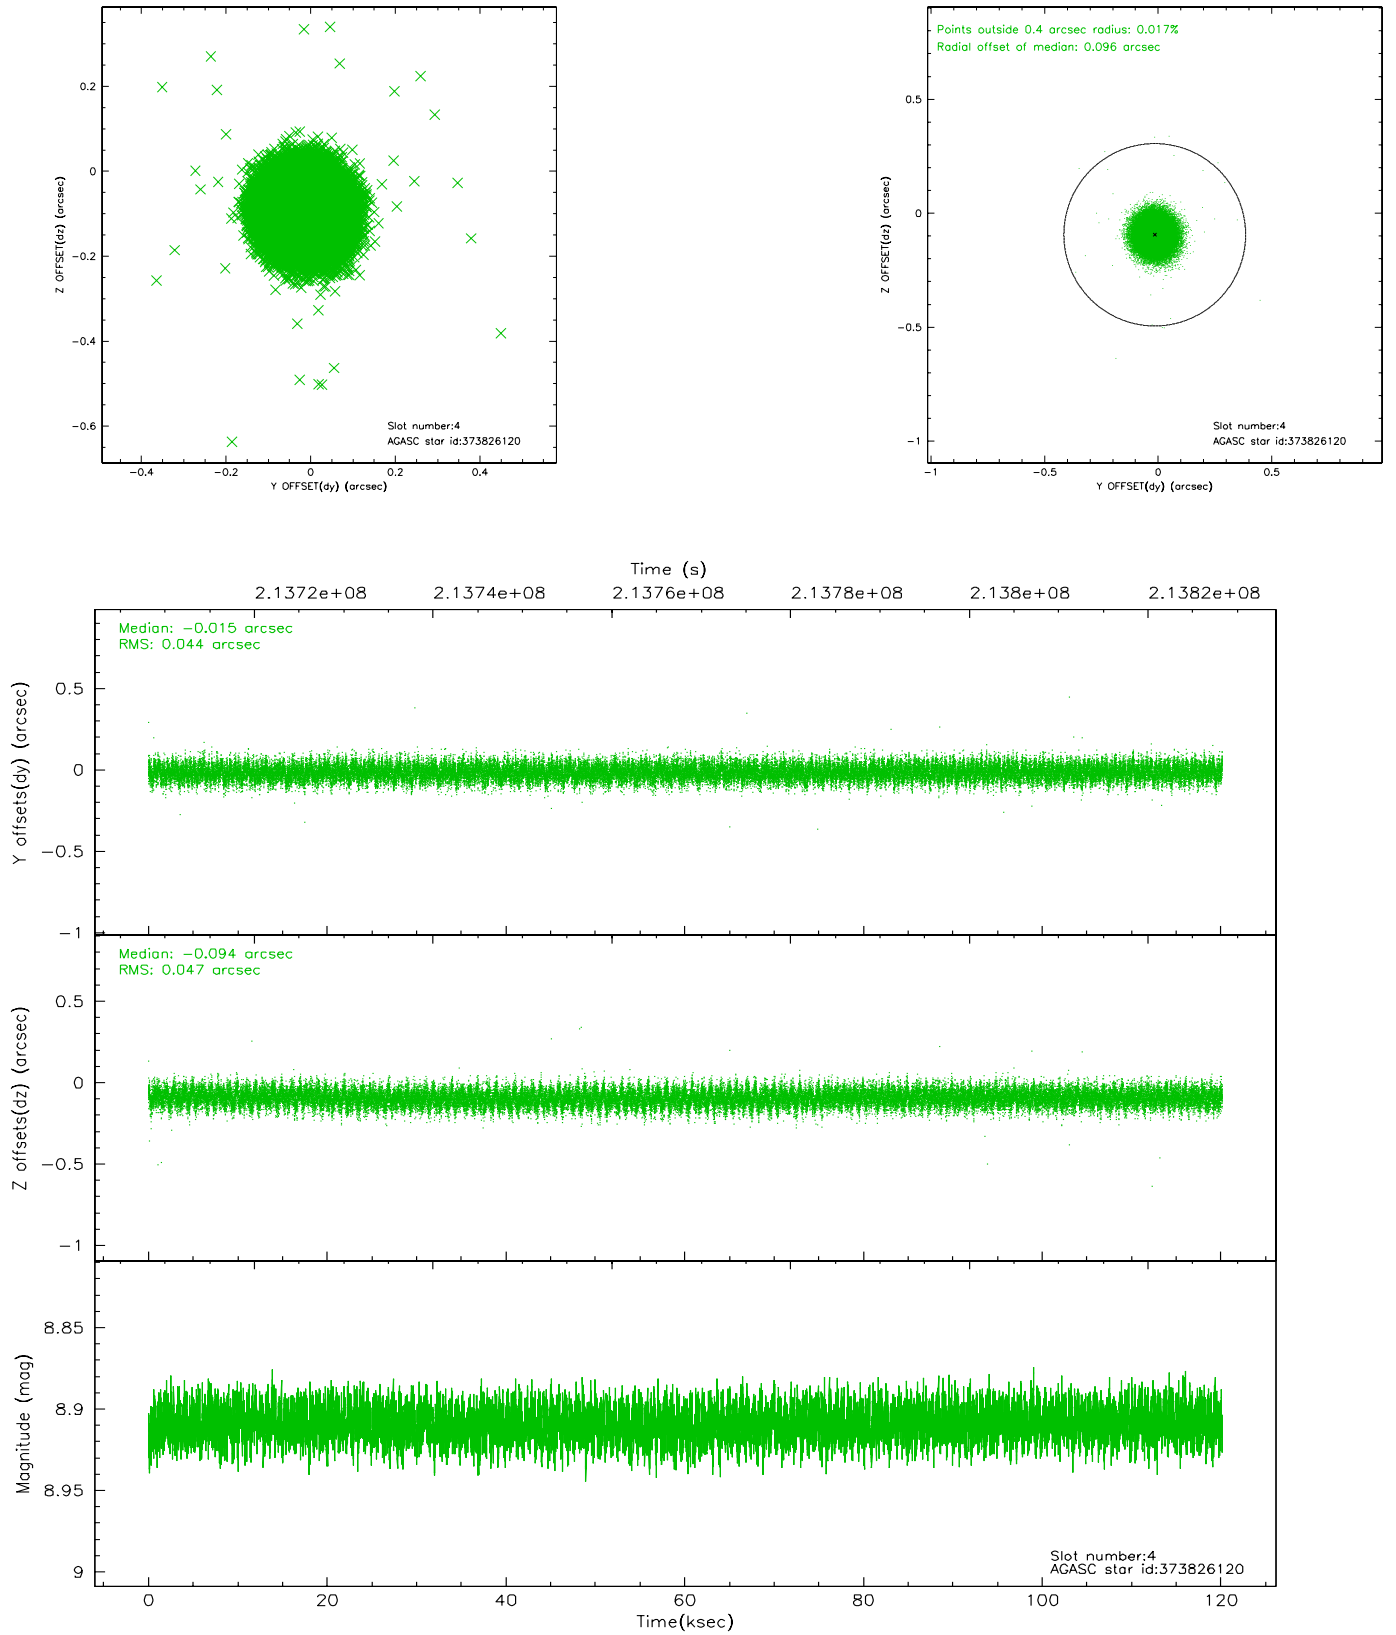 0.2
0
-0.2
-0.4
-0.6
Z OFFSET(dz) (arcsec)
-0.4
-0.2
0
0.2
0.4
Y OFFSET(dy) (arcsec)
Slot number:4
AGASC star id:373826120
Points outside 0.4 arcsec radius: 0.017%
Radial offset of median: 0.096 arcsec
0.5
0
-0.5
-1
Z OFFSET(dz) (arcsec)
-1
-0.5
0
0.5
Y OFFSET(dy) (arcsec)
Slot number:4
AGASC star id:373826120
Time (s)
2.1372e+08
2.1374e+08
2.1376e+08
2.1378e+08
2.138e+08
2.1382e+08
Median: -0.015 arcsec
RMS: 0.044 arcsec
0.5
0
-0.5
-1
Y offsets(dy) (arcsec)
Median: -0.094 arcsec
RMS: 0.047 arcsec
0.5
0
-0.5
-1
Z offsets(dz) (arcsec)
8.85
8.9
8.95
9
Magnitude (mag)
Slot number:4
AGASC star id:373826120
0
20
40
60
80
100
120
Time(ksec)